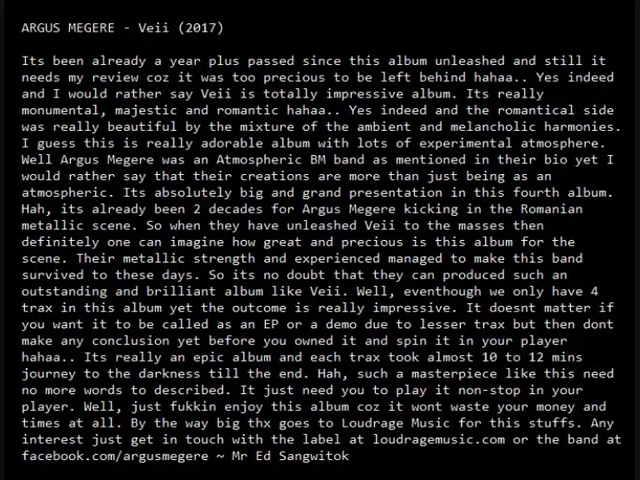 ARGUS MEGERE - Veii (2017)
Its been already a year plus passed since this album unleashed and still it
needs my review coz it was too precious to be left behind hahaa.. Yes indeed
and I would rather say Veii is totally impressive album. Its really
monumental, majestic and romantic hahaa.. Yes indeed and the romantical side
was really beautiful by the mixture of the ambient and melancholic harmonies.
I guess this is really adorable album with lots of experimental atmosphere.
Well Argus Megere was an Atmospheric BM band as mentioned in their bio yet I
would rather say that their creations are more than just being as an
atmospheric. Its absolutely big and grand presentation in this fourth album.
Hah, its already been 2 decades for Argus Megere kicking in the Romanian
metallic scene. So when they have unleashed Veii to the masses then
definitely one can imagine how great and precious is this album for the
scene. Their metallic strength and experienced managed to make this band
survived to these days. So its no doubt that they can produced such an
outstanding and brilliant album like Veii. Well, eventhough we only have 4
trax in this album yet the outcome is really impressive. It doesnt matter if
you want it to be called as an EP or a demo due to lesser trax but then dont
make any conclusion yet before you owned it and spin it in your player
hahaa.. Its really an epic album and each trax took almost 10 to 12 mins
journey to the darkness till the end. Hah, such a masterpiece like this need
no more words to described. It just need you to play it non-stop in your
player. Well, just fukkin enjoy this album coz it wont waste your money and
times at all. By the way big thx goes to Loudrage Music for this stuffs. Any
interest just get in touch with the label at loudragemusic.com or the band at
facebook.com/argusmegere ~ Mr Ed Sangwitok